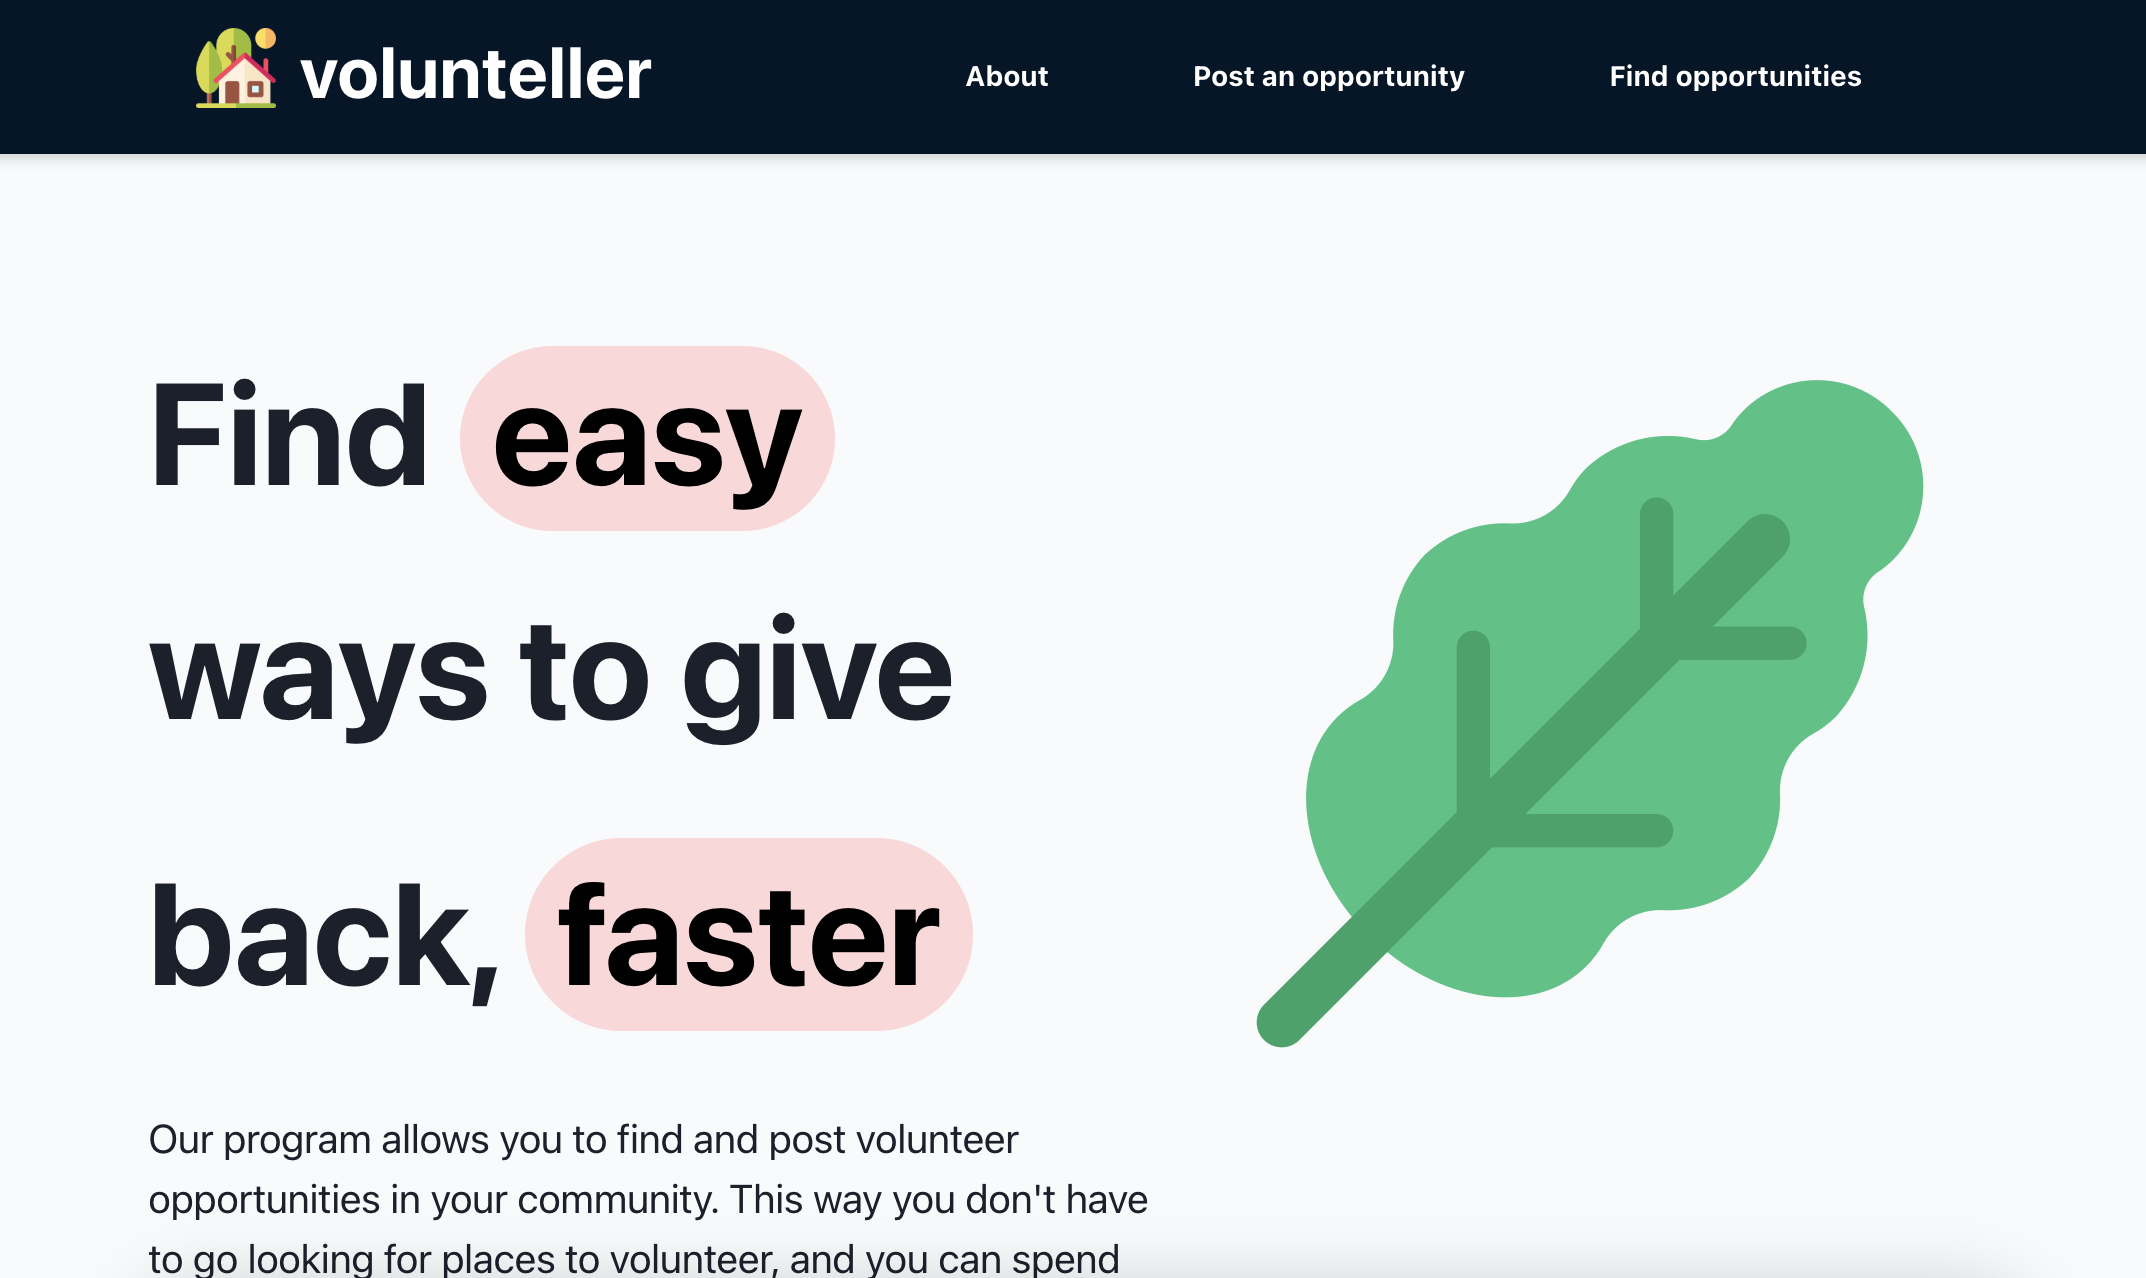 volunteller
About
Post an opportunity
Find opportunities
Find easy
ways to give
back, faster
Our program allows you to find and post volunteer
opportunities in your community. This way you don't have
to go looking for places to volunteer, and you can spend